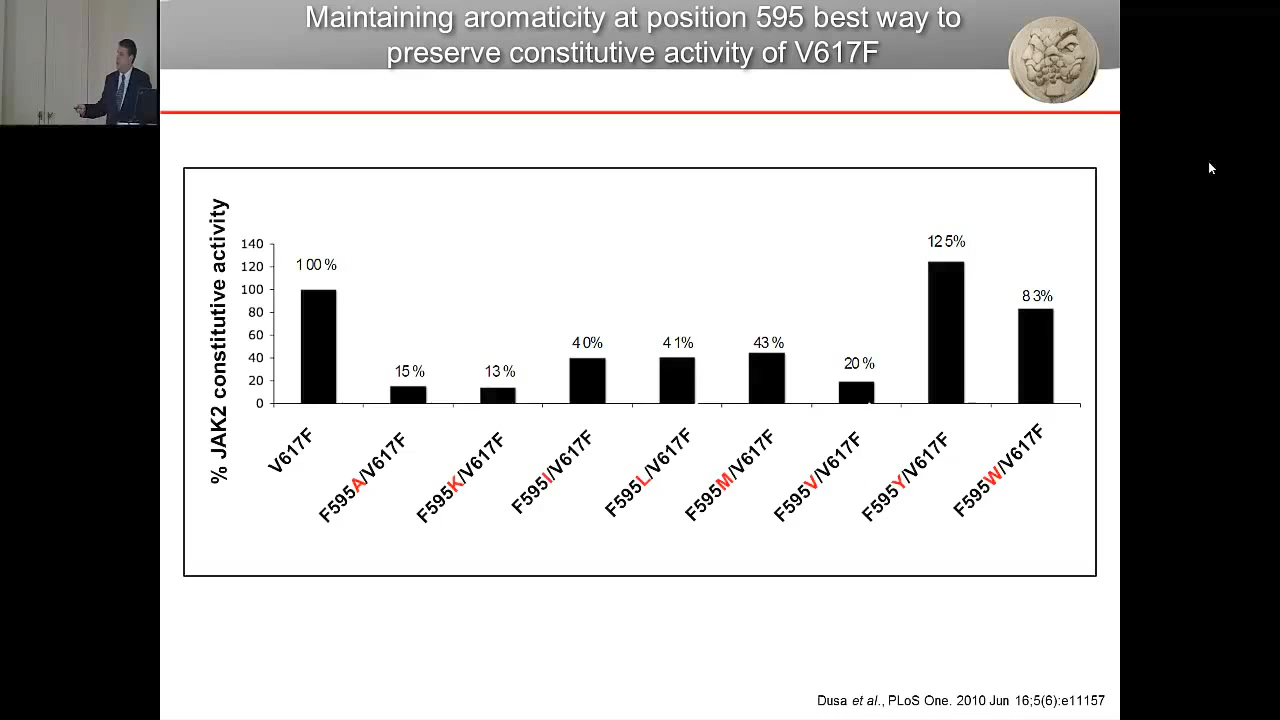 Maintaining aromaticity at position 595 best way to
preserve constitutive activity of V617F
% JAK2 constitutive activity
140
120
100
80
60
40
20
0
100%
15%
13%
40%
41%
43%
20%
125%
83%
V617F
F595A/V617F
F595K/V617F
F595I/V617F
F595L/V617F
F595M/V617F
F595V/V617F
F595Y/V617F
F595W/V617F
Dusa et al., PLoS One. 2010 Jun 16;5(6):e11157